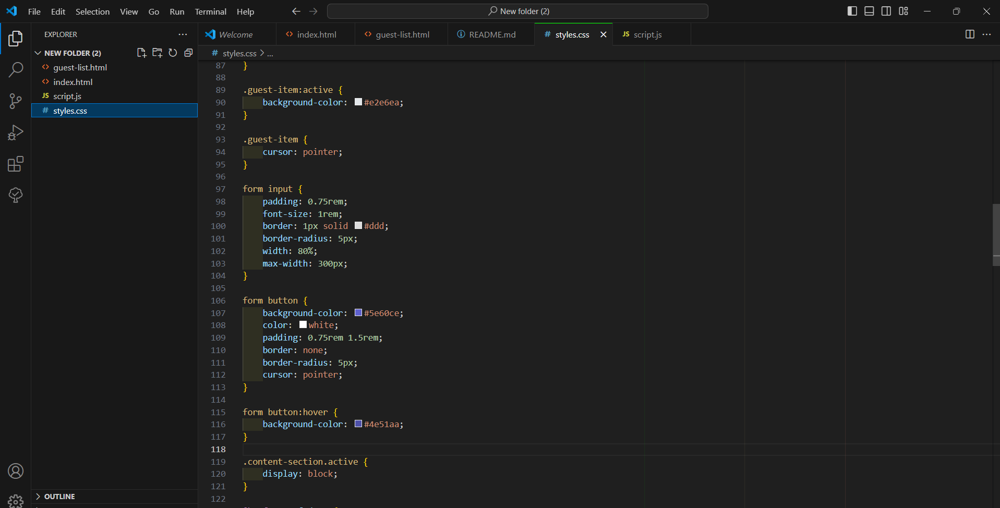 File Edit Selection View Go Run Terminal Help
New folder (2)
EXPLORER
NEW FOLDER (2)
guest-list.html
index.html
JS script.js
# styles.css
OUTLINE
Welcome
index.html
guest-list.html
README.md
# styles.css
JS script.js
# styles.css > ...
87 }
88
89 .guest-item:active {
90 background-color: #e2e6ea;
91 }
92
93 .guest-item {
94 cursor: pointer;
95 }
96
97 form input {
98 padding: 0.75rem;
99 font-size: 1rem;
100 border: 1px solid #ddd;
101 border-radius: 5px;
102 width: 80%;
103 max-width: 300px;
104 }
105
106 form button {
107 background-color: #5e60ce;
108 color: white;
109 padding: 0.75rem 1.5rem;
110 border: none;
111 border-radius: 5px;
112 cursor: pointer;
113 }
114
115 form button:hover {
116 background-color: #4e51aa;
117 }
118
119 .content-section.active {
120 display: block;
121 }
122